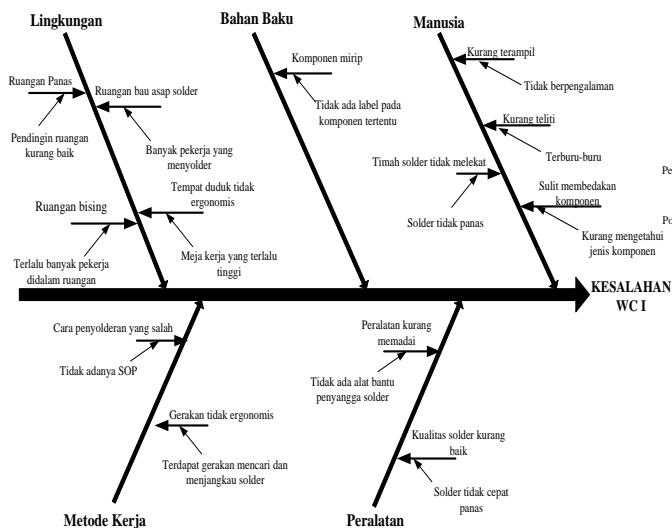 Lingkungan
Bahan Baku
Manusia
Ruangan Panas
Pendingin ruangan
kurang baik
Ruangan bau asap solder
Banyak pekerja yang
menyolder
Ruangan bising
Terlalu banyak pekerja
didalam ruangan
Tempat duduk tidak
ergonomis
Meja kerja yang terlalu
tinggi
Komponen mirip
Tidak ada label pada
komponen tertentu
Kurang terampil
Tidak berpengalaman
Kurang teliti
Terburu-buru
Timah solder tidak melekat
Solder tidak panas
Sulit membedakan
komponen
Kurang mengetahui
jenis komponen
Pe
Po
KESALAHAN
WC I
Cara penyolderan yang salah
Tidak adanya SOP
Gerakan tidak ergonomis
Terdapat gerakan mencari dan
menjangkau solder
Peralatan kurang
memadai
Tidak ada alat bantu
penyangga solder
Kualitas solder kurang
baik
Solder tidak cepat
panas
Metode Kerja
Peralatan